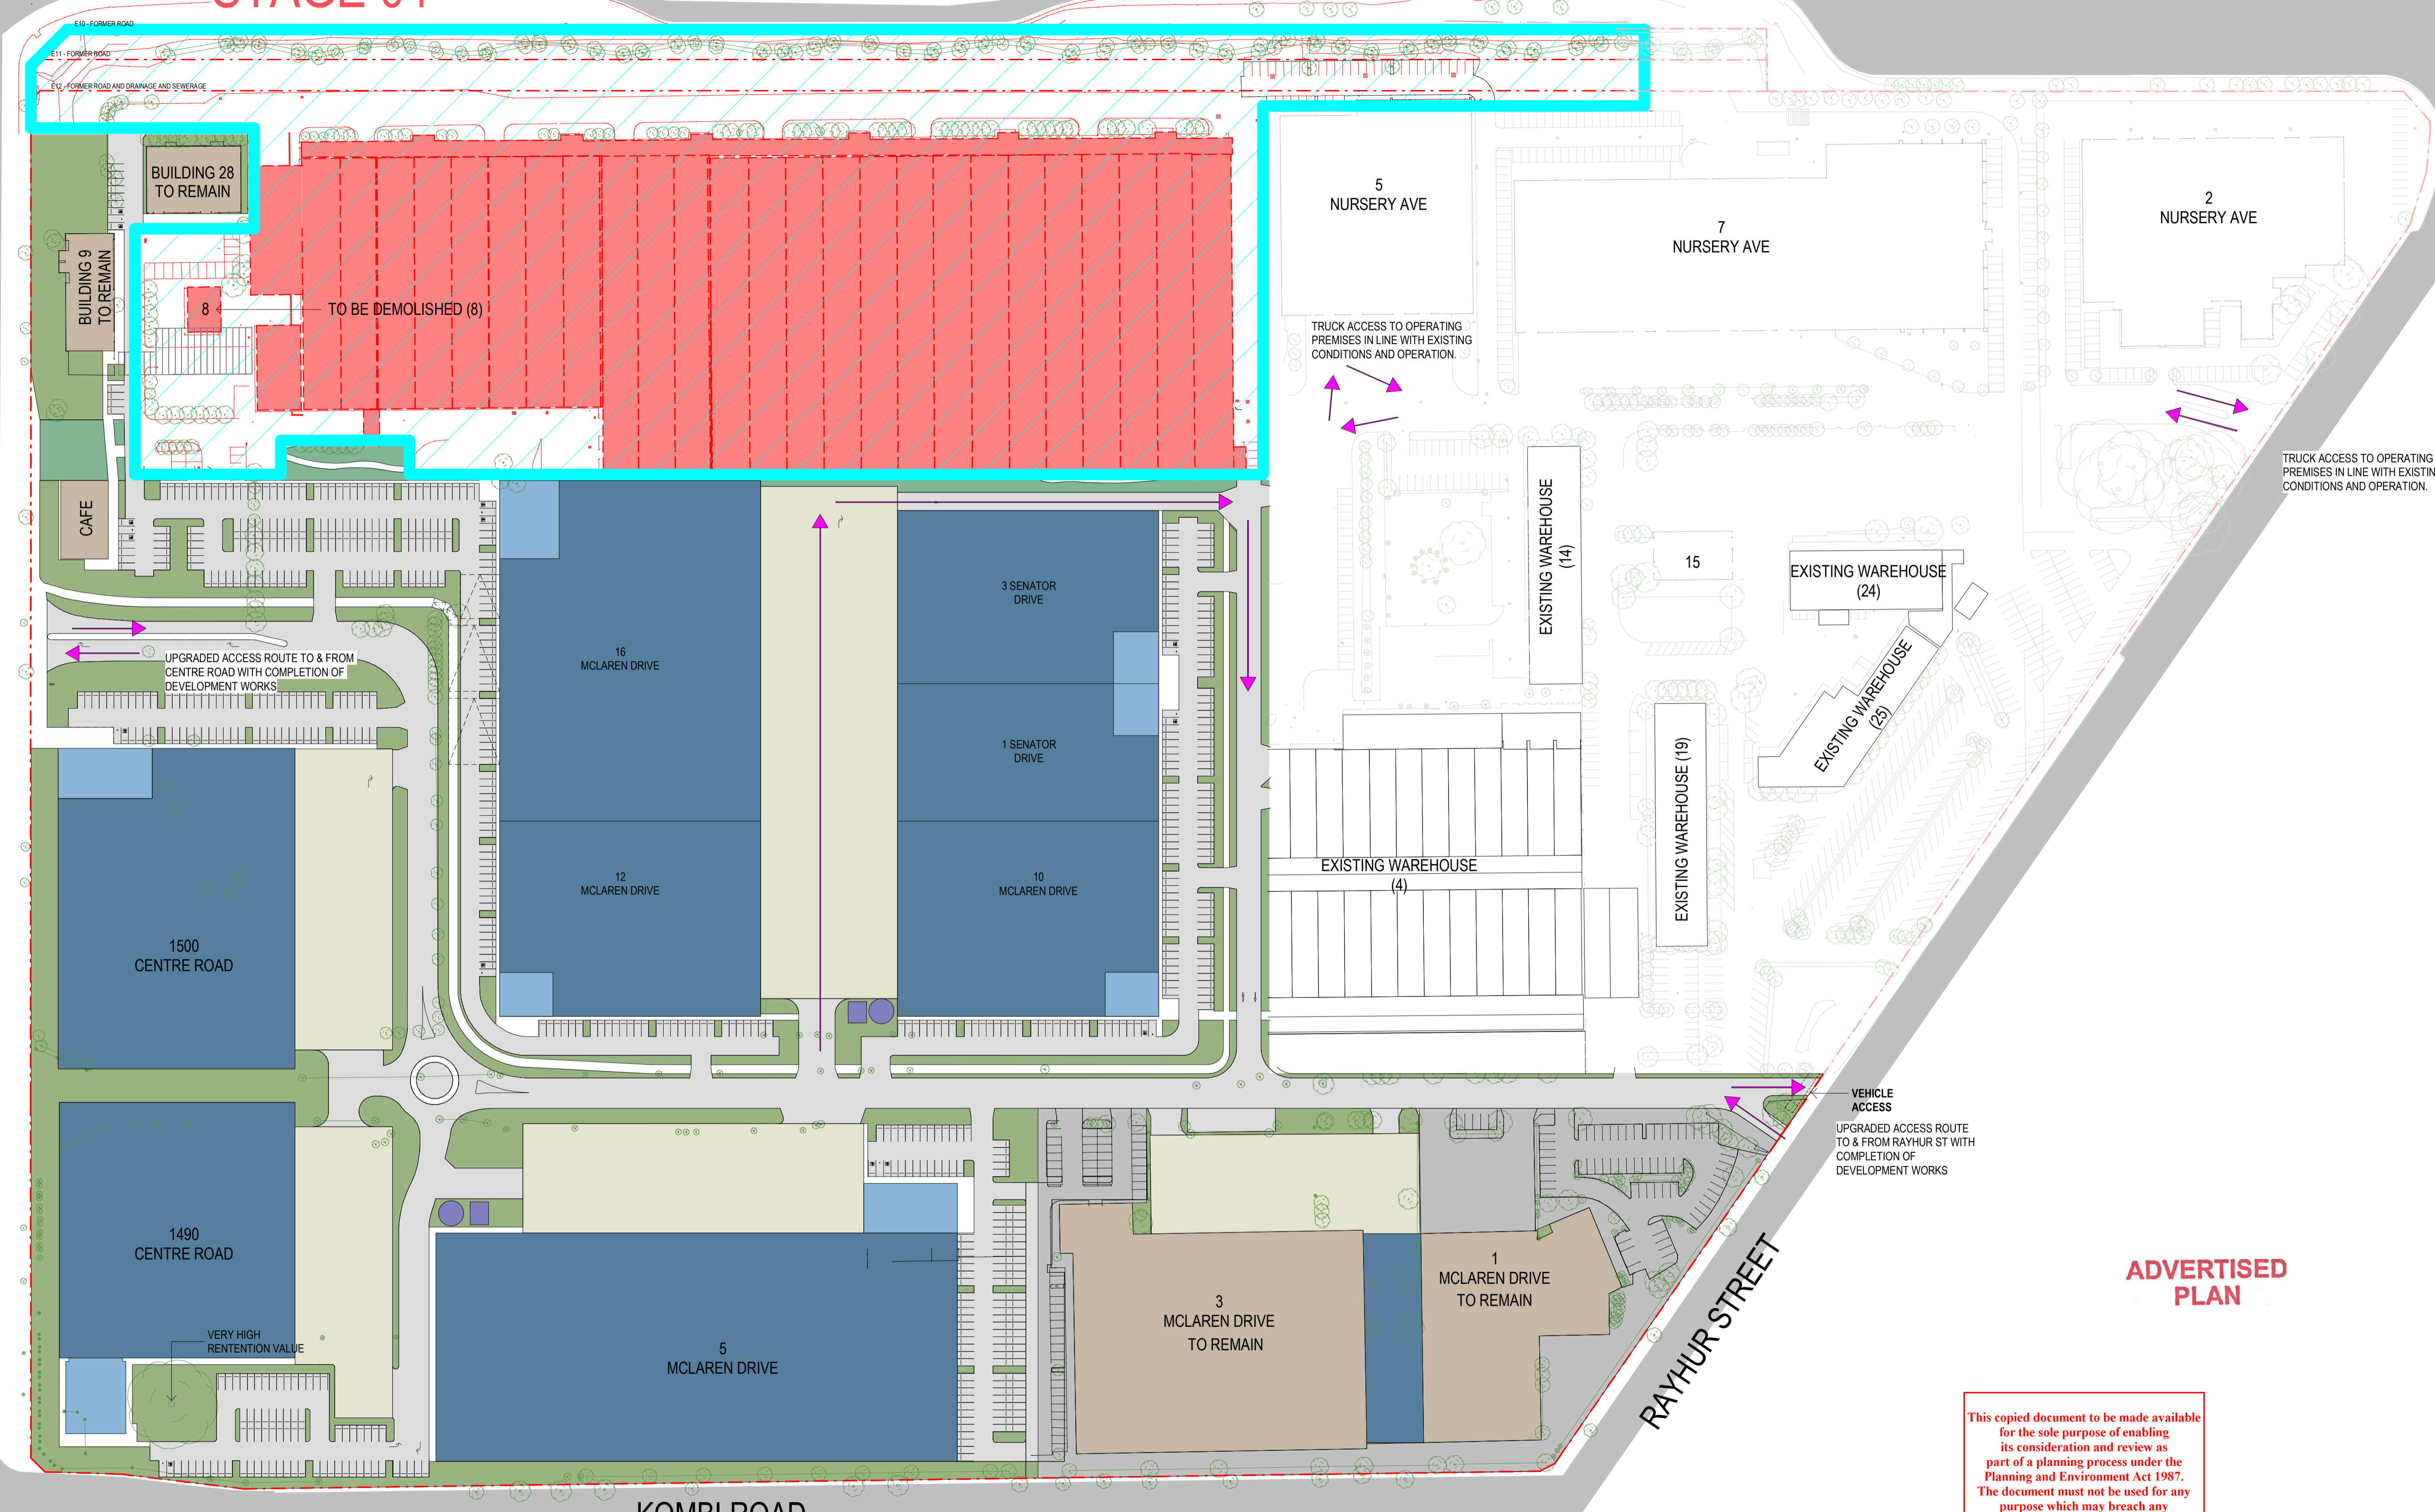 STAGE 04
E10 - FORMER ROAD
E11 - FORMER ROAD
E12 - FORMER ROAD AND DRAINAGE AND SEWERAGE
BUILDING 28
TO REMAIN
BUILDING 9
TO REMAIN
8
TO BE DEMOLISHED (8)
5
NURSERY AVE
7
NURSERY AVE
2
NURSERY AVE
TRUCK ACCESS TO OPERATING
PREMISES IN LINE WITH EXISTING
CONDITIONS AND OPERATION.
TRUCK ACCESS TO OPERATING
PREMISES IN LINE WITH EXISTIN
CONDITIONS AND OPERATION.
CAFE
EXISTING WAREHOUSE
(14)
15
EXISTING WAREHOUSE
(24)
3 SENATOR
DRIVE
16
MCLAREN DRIVE
UPGRADED ACCESS ROUTE TO & FROM
CENTRE ROAD WITH COMPLETION OF
DEVELOPMENT WORKS
1 SENATOR
DRIVE
EXISTING WAREHOUSE
(25)
EXISTING WAREHOUSE (19)
EXISTING WAREHOUSE
(4)
12
MCLAREN DRIVE
10
MCLAREN DRIVE
1500
CENTRE ROAD
VEHICLE
ACCESS
UPGRADED ACCESS ROUTE
TO & FROM RAYHUR ST WITH
COMPLETION OF
DEVELOPMENT WORKS
1490
CENTRE ROAD
VERY HIGH
RENTENTION VALUE
5
MCLAREN DRIVE
3
MCLAREN DRIVE
TO REMAIN
1
MCLAREN DRIVE
TO REMAIN
RAYHUR STREET
ADVERTISED
PLAN
This copied document to be made available
for the sole purpose of enabling
its consideration and review as
part of a planning process under the
Planning and Environment Act 1987.
The document must not be used for any
purpose which may breach any
KOMBI ROAD